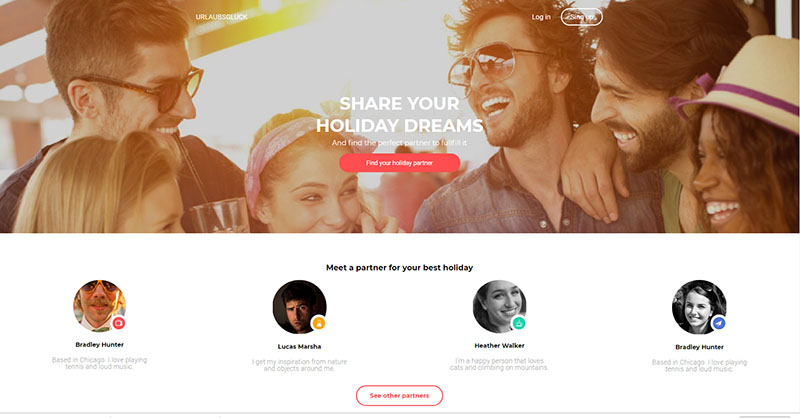 URLAUBSGLÜCK
Log in
Sing up
SHARE YOUR
HOLIDAY DREAMS
And find the perfect partner to fullfill it
Find your holiday partner
Meet a partner for your best holiday
Bradley Hunter
Based in Chicago. I love playing
tennis and loud music.
Lucas Marsha
I get my inspiration from nature
and objects around me.
Heather Walker
I'm a happy person that loves
cats and climbing on mountains.
Bradley Hunter
Based in Chicago. I love playing
tennis and loud music.
See other partners